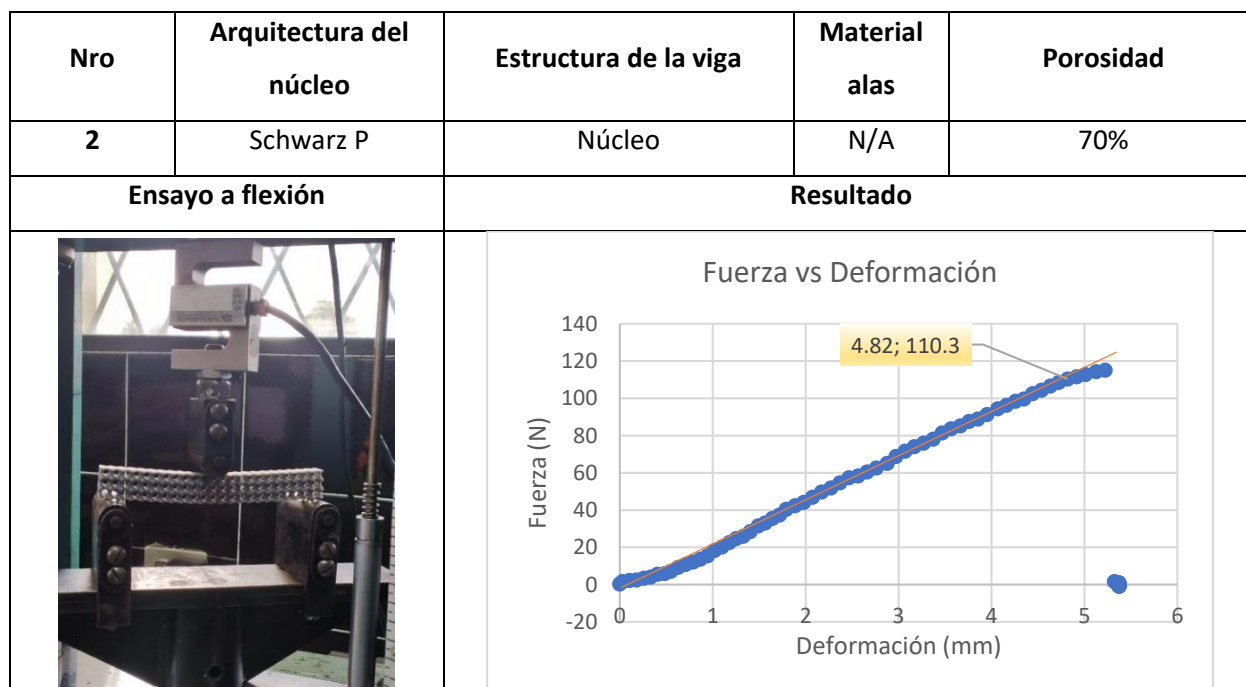 Nro
Arquitectura del
núcleo
Estructura de la viga
Material
alas
Porosidad
2
Schwarz P
Núcleo
N/A
70%
Ensayo a flexión
Resultado
Fuerza vs Deformación
140
120
100
80
60
40
20
0
-20
4.82; 110.3
0
1
2
3
4
5
6
Fuerza (N)
Deformación (mm)